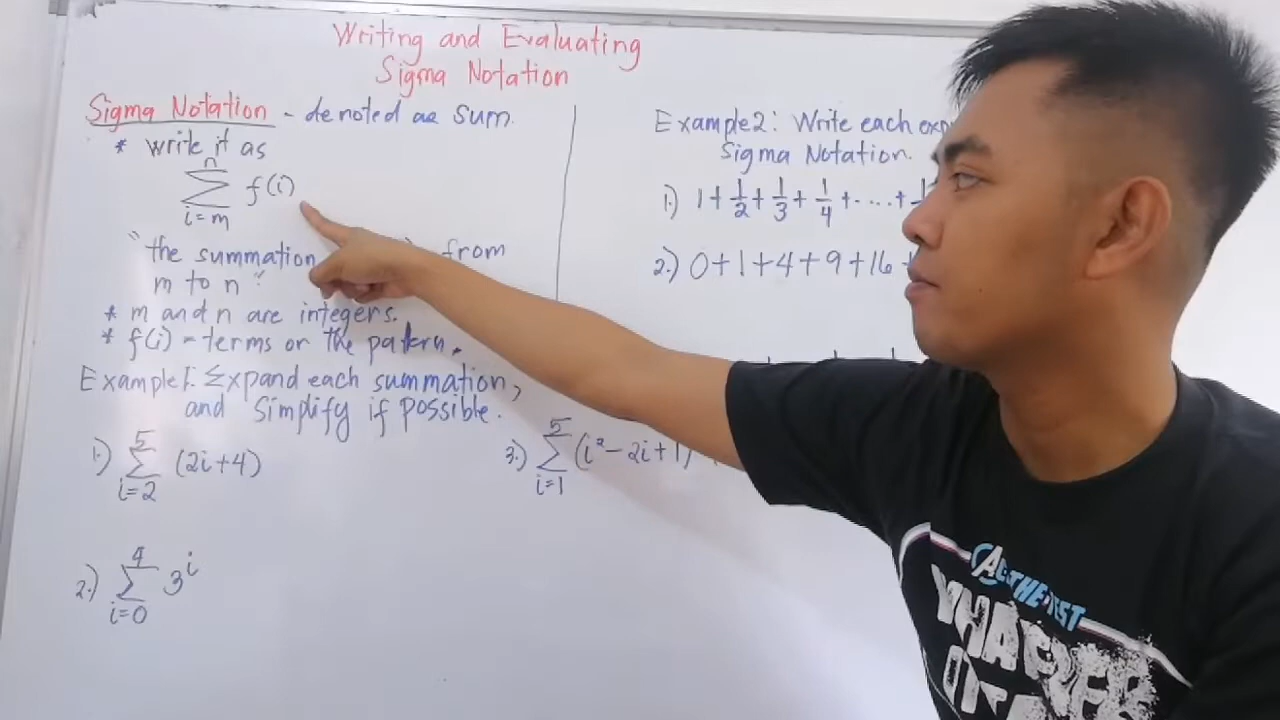 Writing and Evaluating
Sigma Notation
Sigma Notation - denoted as sum.
* write it as
n
∑ f(i)
i=m
"the summation from
m to n"
* m and n are integers.
* f(i) - terms or the pattern.
Example 1: Expand each summation,
and simplify if possible.
1.) 5
∑ (2i+4)
i=2
2.) 4
∑ 3^i
i=0
3.) 5
∑ (i²-2i+1)
i=1
Example 2: Write each
Sigma Notation.
1.) 1 + 1/2 + 1/3 + 1/4 + .... +
2.) 0+1+4+9+16
THE
WHATEVER